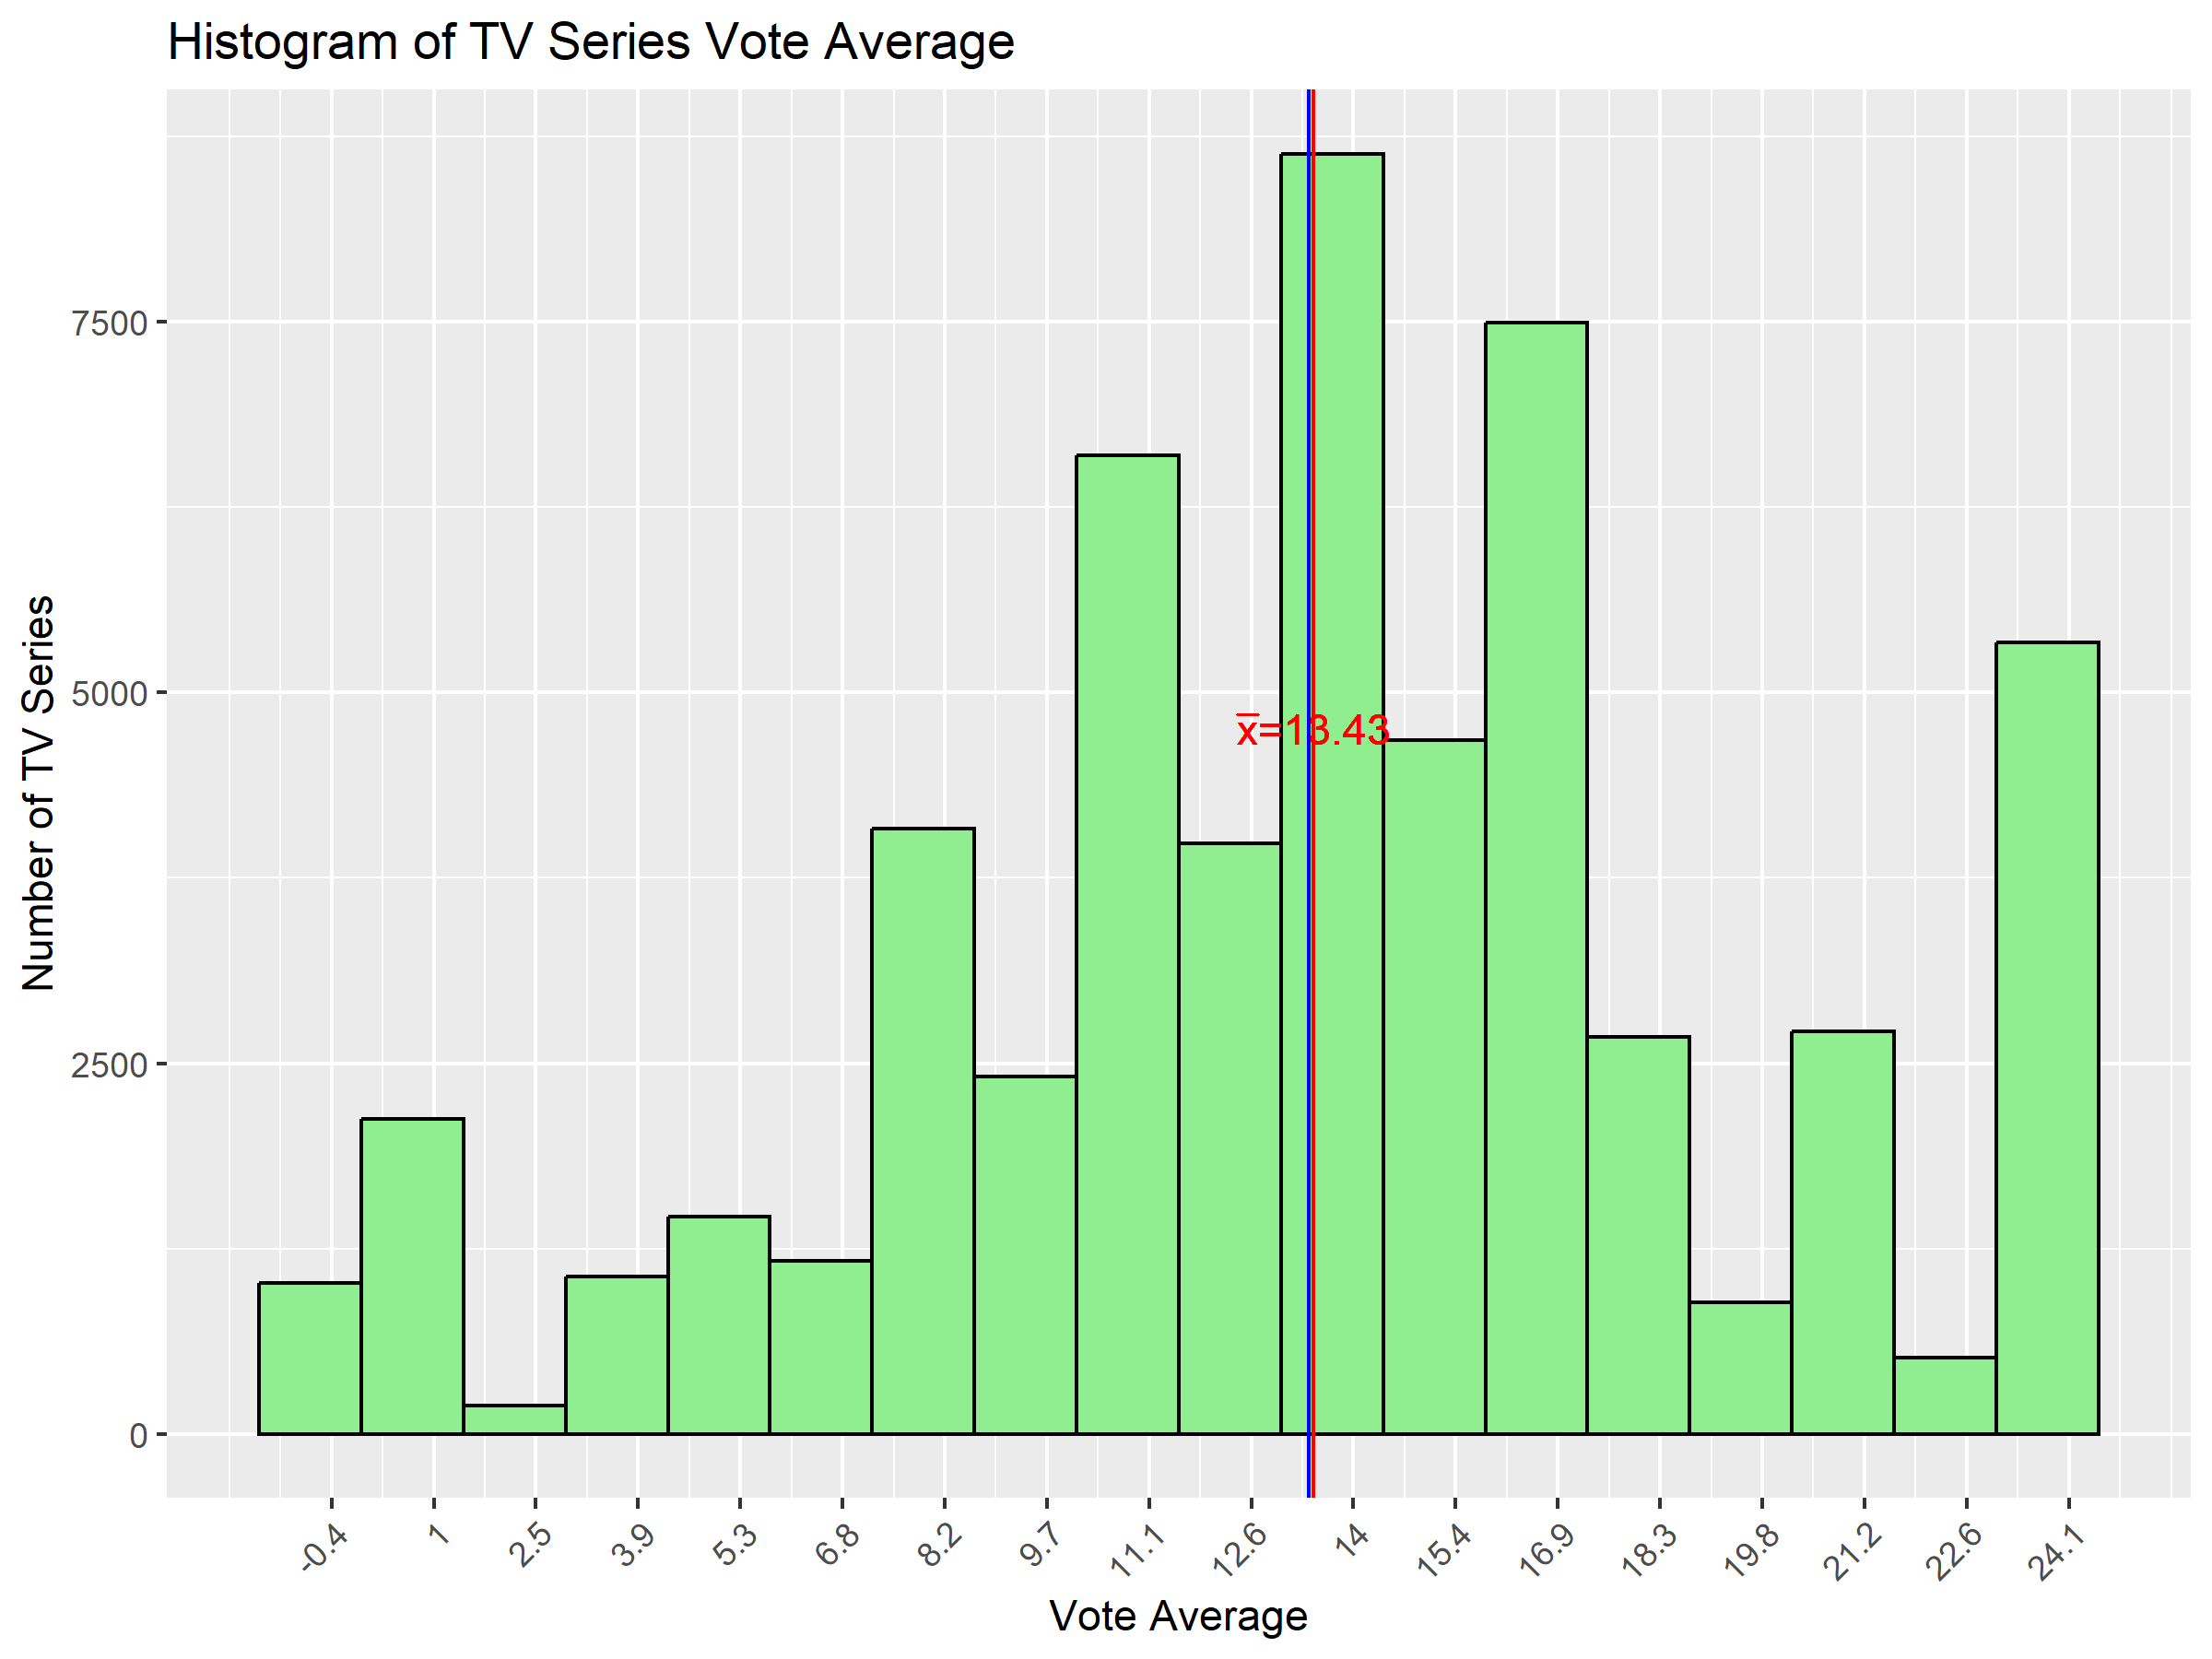 Histogram of TV Series Vote Average
Number of TV Series
7500
5000
2500
0
x̅=13.43
-0.4 1 2.5 3.9 5.3 6.8 8.2 9.7 11.1 12.6 14 15.4 16.9 18.3 19.8 21.2 22.6 24.1
Vote Average